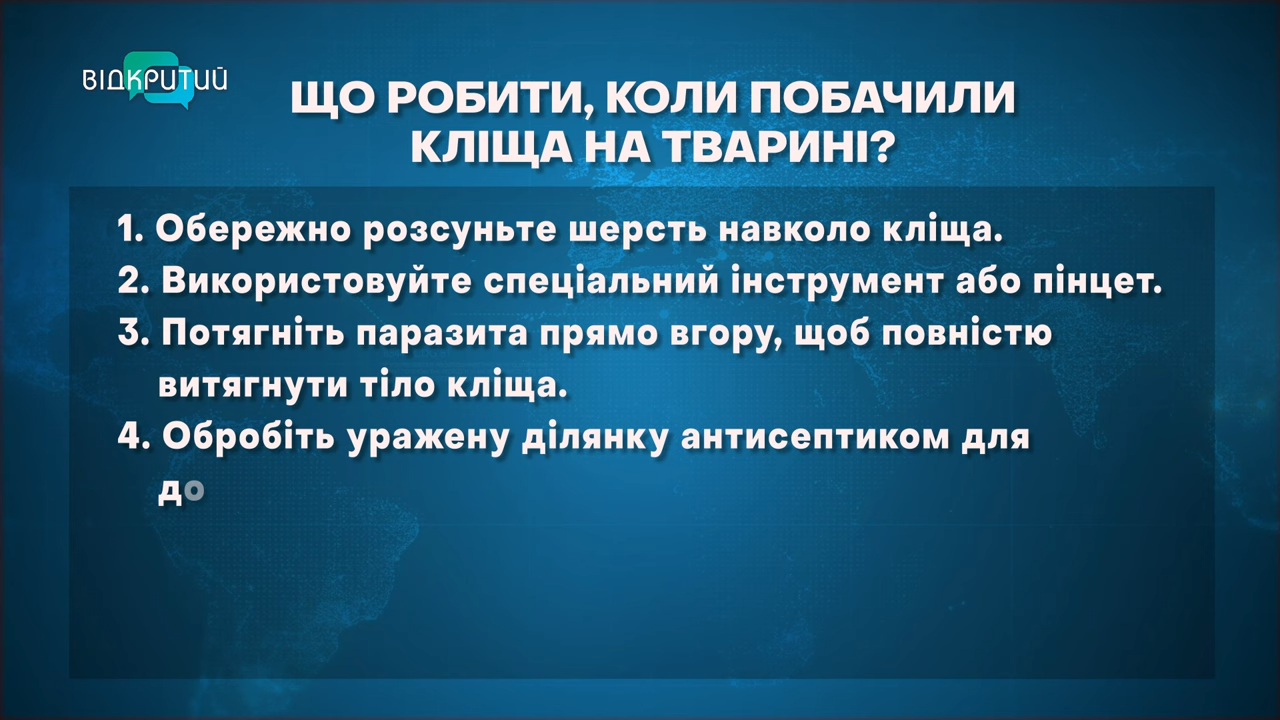 ВІДКРИТИЙ
ЩО РОБИТИ, КОЛИ ПОБАЧИЛИ
КЛІЩА НА ТВАРИНІ?
1. Обережно розсуньте шерсть навколо кліща.
2. Використовуйте спеціальний інструмент або пінцет.
3. Потягніть паразита прямо вгору, щоб повністю
витягнути тіло кліща.
4. Обробіть уражену ділянку антисептиком для
до